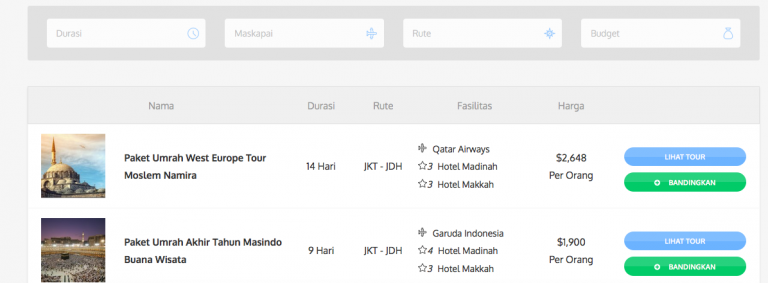 Durasi
Maskapai
Rute
Budget
Nama Durasi Rute Fasilitas Harga
Paket Umrah West Europe Tour
Moslem Namira
14 Hari
JKT - JDH
Qatar Airways
3 Hotel Madinah
3 Hotel Makkah
$2,648
Per Orang
LIHAT TOUR
BANDINGKAN
Paket Umrah Akhir Tahun Masindo
Buana Wisata
9 Hari
JKT - JDH
Garuda Indonesia
4 Hotel Madinah
3 Hotel Makkah
$1,900
Per Orang
LIHAT TOUR
BANDINGKAN